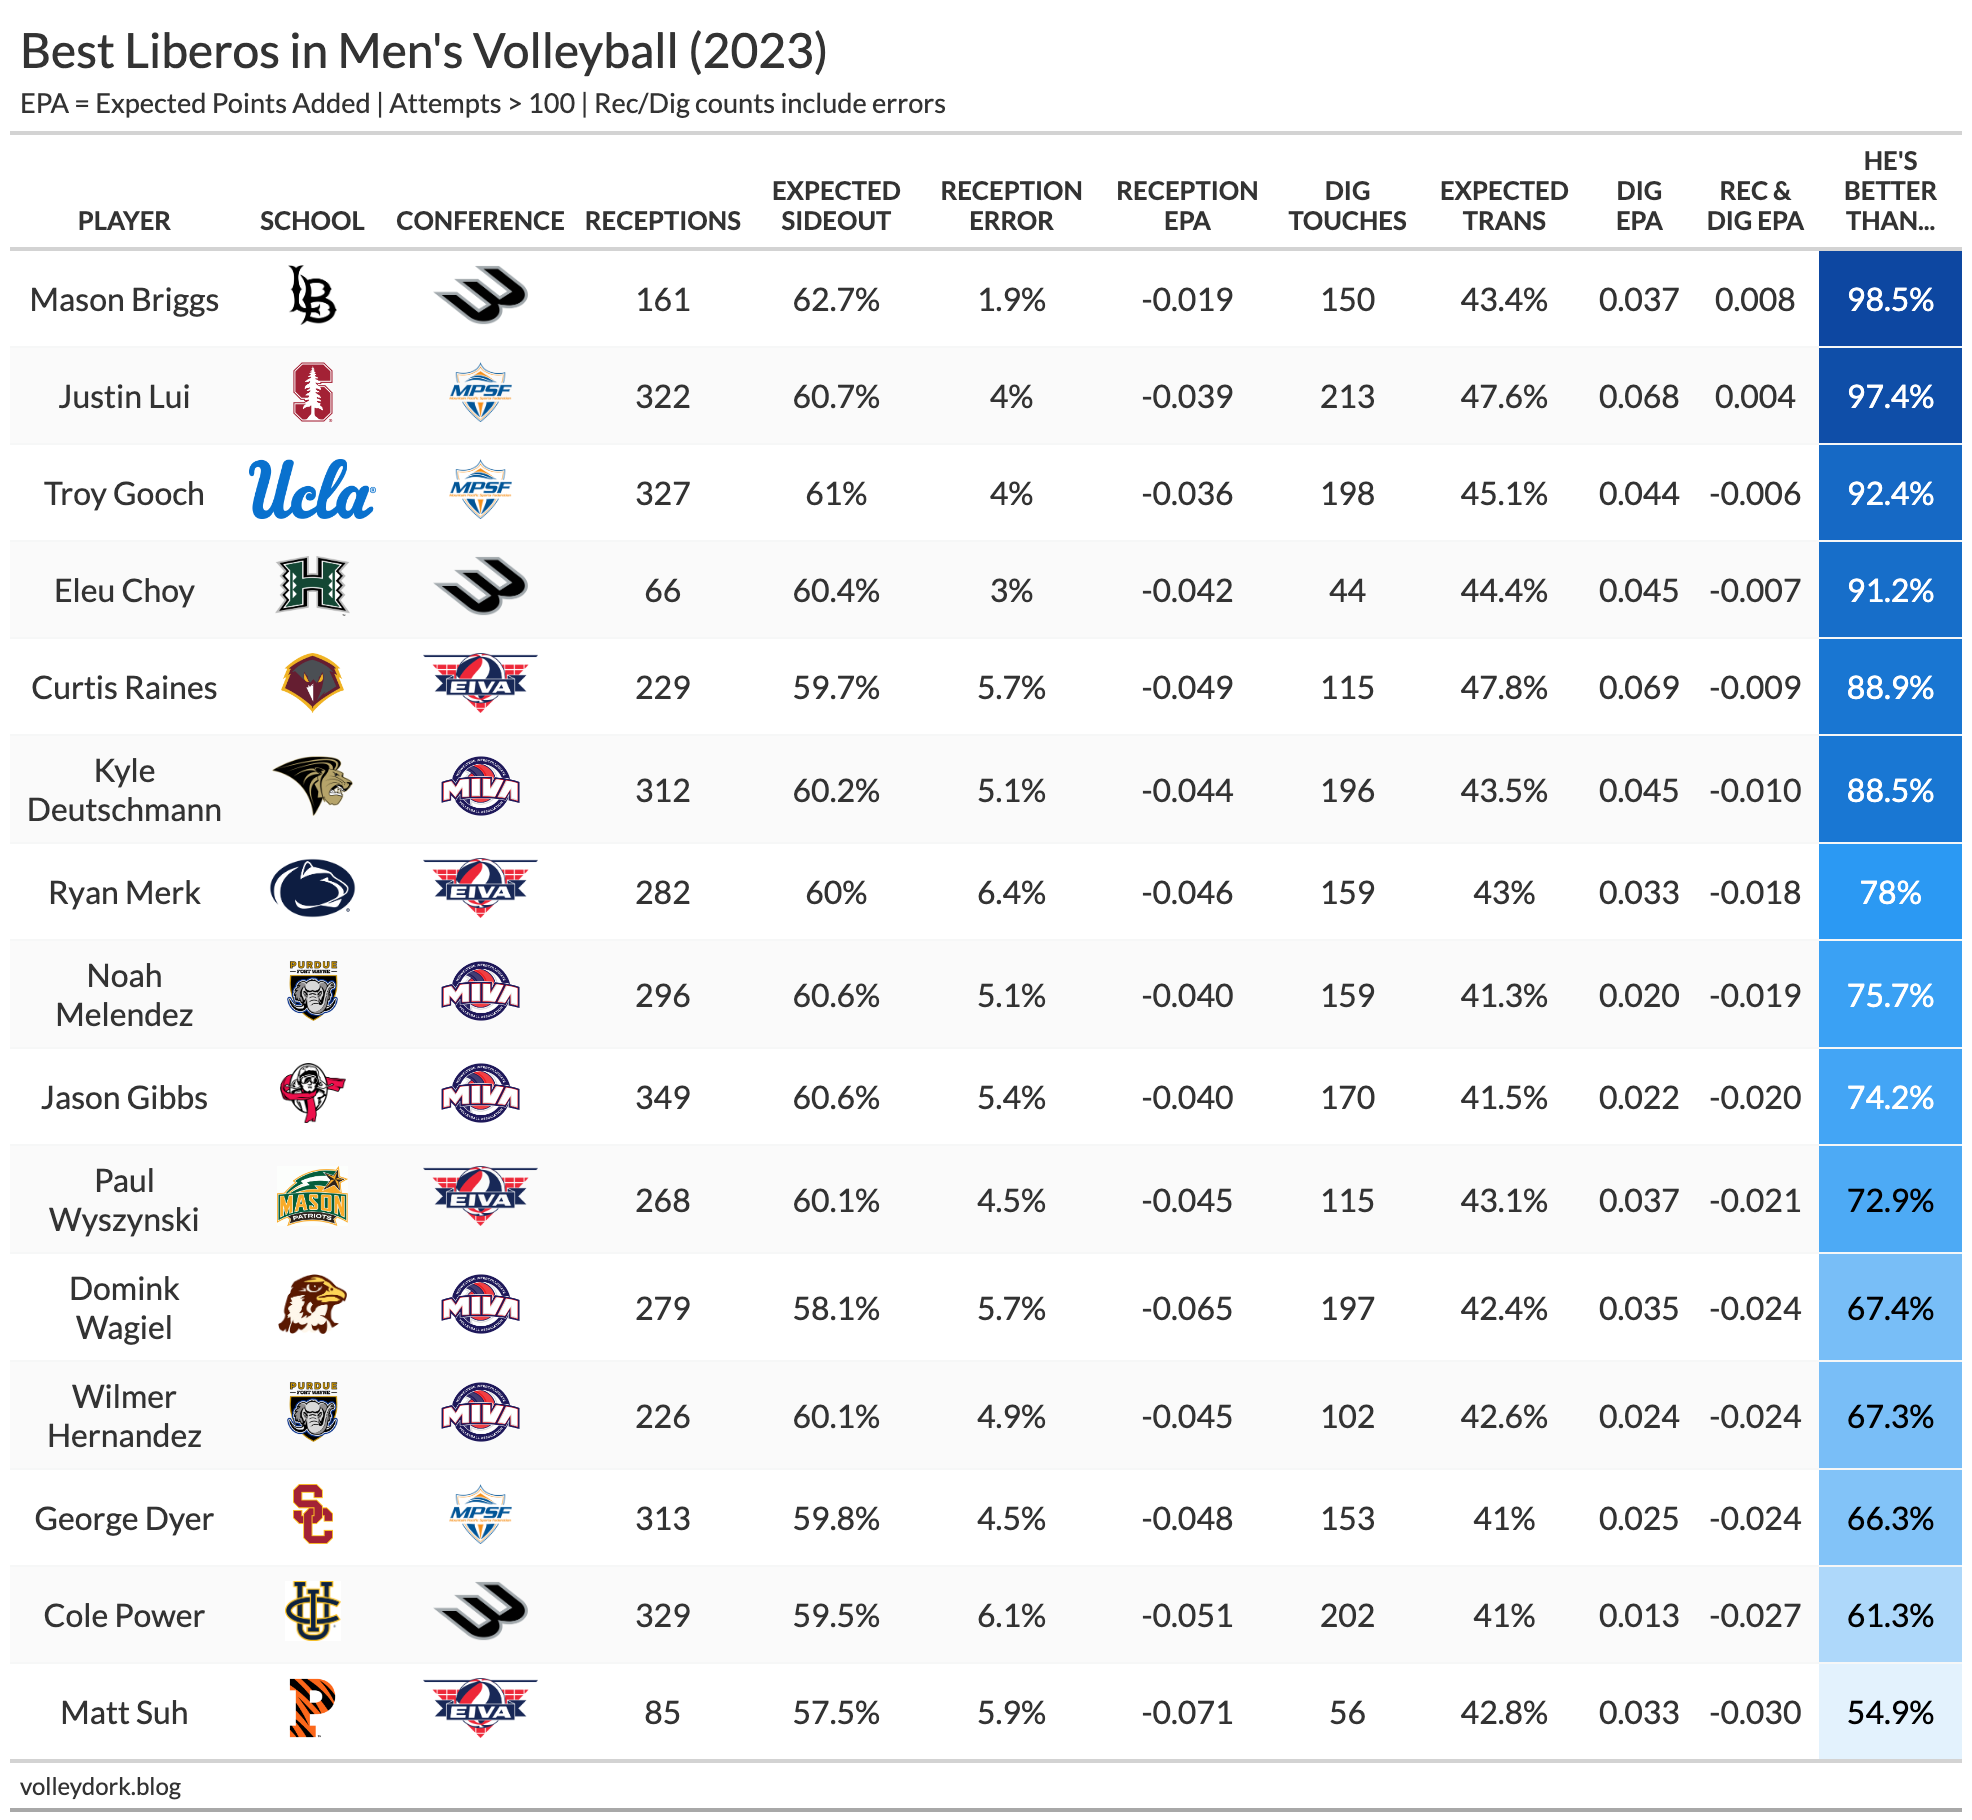 Best Liberos in Men's Volleyball (2023)
EPA = Expected Points Added | Attempts > 100 | Rec/Dig counts include errors
PLAYER SCHOOL CONFERENCE RECEPTIONS EXPECTED SIDEOUT RECEPTION ERROR RECEPTION EPA DIG TOUCHES EXPECTED TRANS DIG EPA REC & DIG EPA HE'S BETTER THAN...
Mason Briggs LB 161 62.7% 1.9% -0.019 150 43.4% 0.037 0.008 98.5%
Justin Lui S MPSF 322 60.7% 4% -0.039 213 47.6% 0.068 0.004 97.4%
Troy Gooch Ucla MPSF 327 61% 4% -0.036 198 45.1% 0.044 -0.006 92.4%
Eleu Choy H 66 60.4% 3% -0.042 44 44.4% 0.045 -0.007 91.2%
Curtis Raines EIVA 229 59.7% 5.7% -0.049 115 47.8% 0.069 -0.009 88.9%
Kyle Deutschmann MIVA 312 60.2% 5.1% -0.044 196 43.5% 0.045 -0.010 88.5%
Ryan Merk EIVA 282 60% 6.4% -0.046 159 43% 0.033 -0.018 78%
Noah Melendez PURDUE FORT WAYNE MIVA 296 60.6% 5.1% -0.040 159 41.3% 0.020 -0.019 75.7%
Jason Gibbs MIVA 349 60.6% 5.4% -0.040 170 41.5% 0.022 -0.020 74.2%
Paul Wyszynski MASON PATRIOTS EIVA 268 60.1% 4.5% -0.045 115 43.1% 0.037 -0.021 72.9%
Domink Wagiel MIVA 279 58.1% 5.7% -0.065 197 42.4% 0.035 -0.024 67.4%
Wilmer Hernandez PURDUE FORT WAYNE MIVA 226 60.1% 4.9% -0.045 102 42.6% 0.024 -0.024 67.3%
George Dyer SC MPSF 313 59.8% 4.5% -0.048 153 41% 0.025 -0.024 66.3%
Cole Power UCI 329 59.5% 6.1% -0.051 202 41% 0.013 -0.027 61.3%
Matt Suh P EIVA 85 57.5% 5.9% -0.071 56 42.8% 0.033 -0.030 54.9%
volleydork.blog